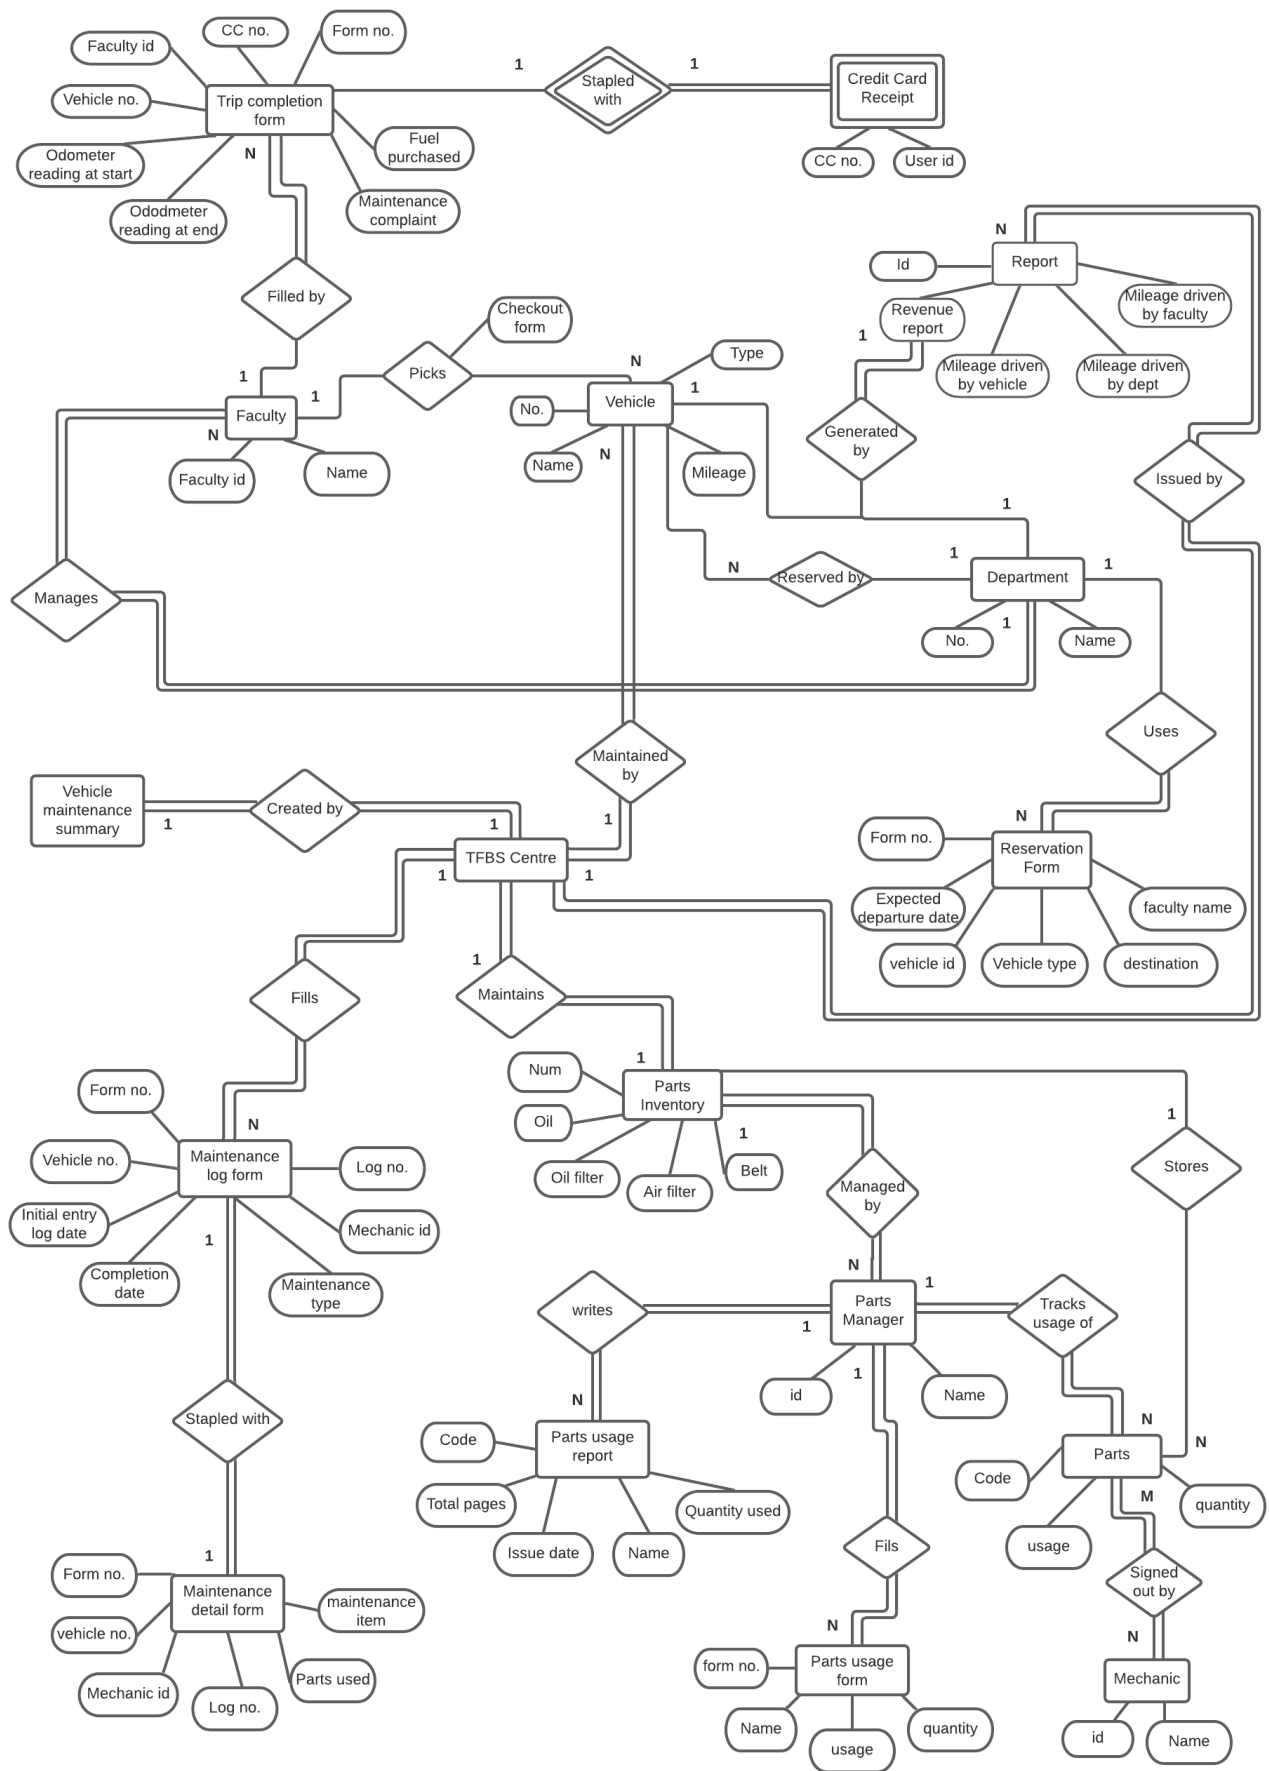 Faculty id
CC no.
Form no.
Vehicle no.
Trip completion
form
1
Stapled
with
1
Credit Card
Receipt
Odometer
reading at start
N
Fuel
purchased
CC no.
User id
Ododmeter
reading at end
Maintenance
complaint
N
Id
Report
Filled by
Mileage driven
by faculty
Checkout
form
Revenue
report
1
Mileage driven
by vehicle
Mileage driven
by dept
1
Picks
N
Type
1
1
Faculty
No.
Vehicle
N
Name
N
Mileage
Generated
by
Faculty id
Name
Issued by
1
Manages
N
Reserved by
1
Department
1
No.
1
Name
Maintained
by
Uses
Vehicle
maintenance
summary
1
Created by
1
1
TFBS Centre
1
1
N
Form no.
Reservation
Form
Expected
departure date
faculty name
vehicle id
Vehicle type
destination
Fills
1
Maintains
1
Num
Parts
Inventory
Oil
1
1
Oil filter
Air filter
Belt
Stores
Form no.
N
Vehicle no.
Maintenance
log form
Log no.
Initial entry
log date
Mechanic id
Managed
by
1
Completion
date
Maintenance
type
N
1
writes
1
Parts
Manager
Tracks
usage of
1
id
Name
N
Stapled with
Code
Parts usage
report
N
Parts
N
Total pages
Quantity used
Code
M
quantity
Issue date
Name
usage
Fils
1
Form no.
Maintenance
detail form
maintenance
item
Signed
out by
vehicle no.
N
N
Mechanic id
Log no.
Parts used
form no.
Parts usage
form
Mechanic
Name
usage
quantity
id
Name